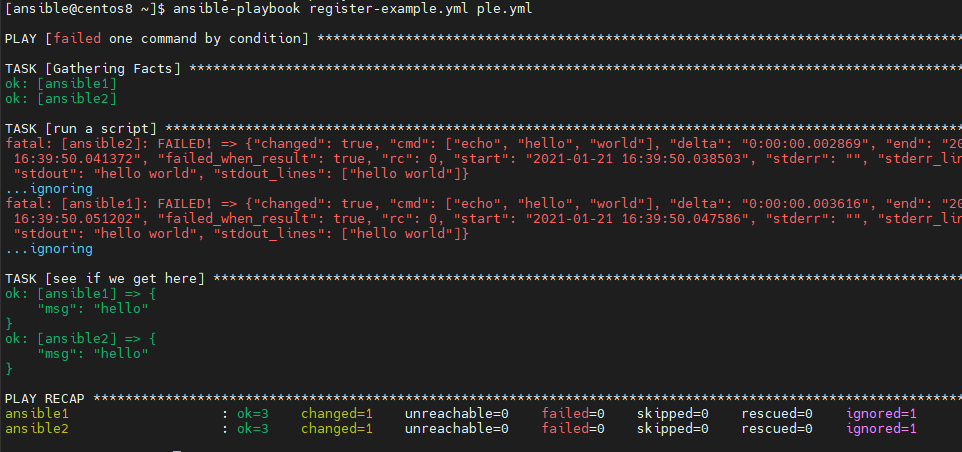 [ansible@centos8 ~]$ ansible-playbook register-example.yml ple.yml
PLAY [failed one command by condition] ********************************************************************************
TASK [Gathering Facts] ************************************************************************************************
ok: [ansible1]
ok: [ansible2]
TASK [run a script] ***************************************************************************************************
fatal: [ansible2]: FAILED! => {"changed": true, "cmd": ["echo", "hello", "world"], "delta": "0:00:00.002869", "end": "20
16:39:50.041372", "failed_when_result": true, "rc": 0, "start": "2021-01-21 16:39:50.038503", "stderr": "", "stderr_lin
"stdout": "hello world", "stdout_lines": ["hello world"]}
...ignoring
fatal: [ansible1]: FAILED! => {"changed": true, "cmd": ["echo", "hello", "world"], "delta": "0:00:00.003616", "end": "20
16:39:50.051202", "failed_when_result": true, "rc": 0, "start": "2021-01-21 16:39:50.047586", "stderr": "", "stderr_lin
"stdout": "hello world", "stdout_lines": ["hello world"]}
...ignoring
TASK [see if we get here] *********************************************************************************************
ok: [ansible1] => {
    "msg": "hello"
}
ok: [ansible2] => {
    "msg": "hello"
}
PLAY RECAP ************************************************************************************************************
ansible1                   : ok=3    changed=1    unreachable=0    failed=0    skipped=0    rescued=0    ignored=1
ansible2                   : ok=3    changed=1    unreachable=0    failed=0    skipped=0    rescued=0    ignored=1